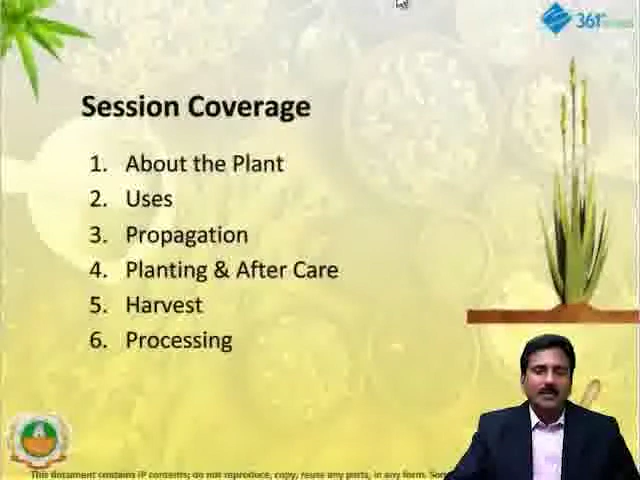 361°
Session Coverage
1. About the Plant
2. Uses
3. Propagation
4. Planting & After Care
5. Harvest
6. Processing
This document contains IP contents; do not reproduce, copy, reuse any parts, in any form.